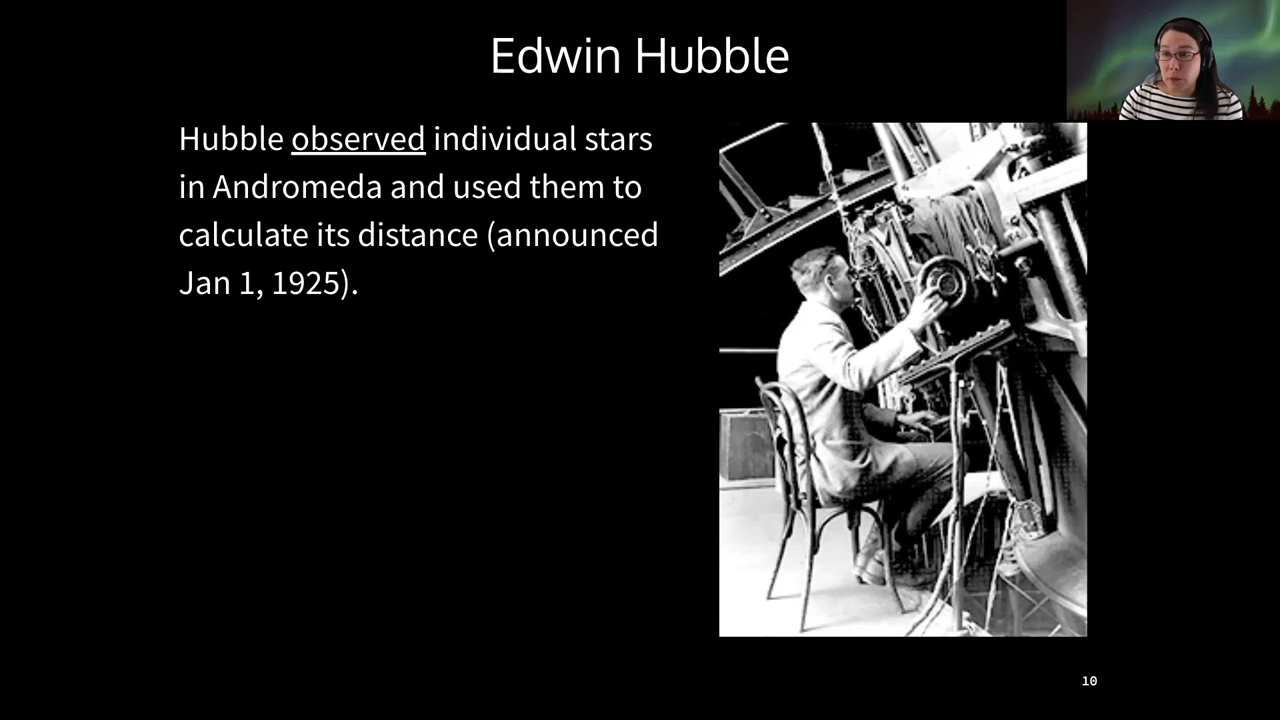 Edwin Hubble
Hubble observed individual stars
in Andromeda and used them to
calculate its distance (announced
Jan 1, 1925).
10